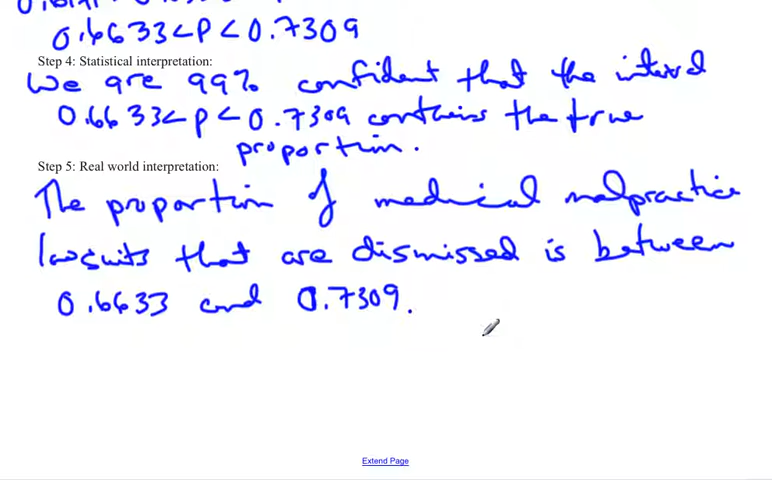 0.6633<P<0.7309
Step 4: Statistical interpretation:
We are 99% confident that the interval
0.6633<p<0.7309 contains the true
proportion.
Step 5: Real world interpretation:
The proportion of medical malpractice
lawsuits that are dismissed is between
0.6633 and 0.7309.
Extend Page